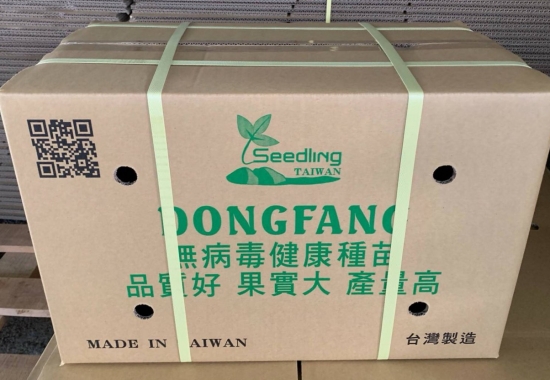 Seedling
TAIWAN
DONGFANG
無病毒健康種苗
品質好 果實大 產量高
MADE IN TAIWAN
台灣製造